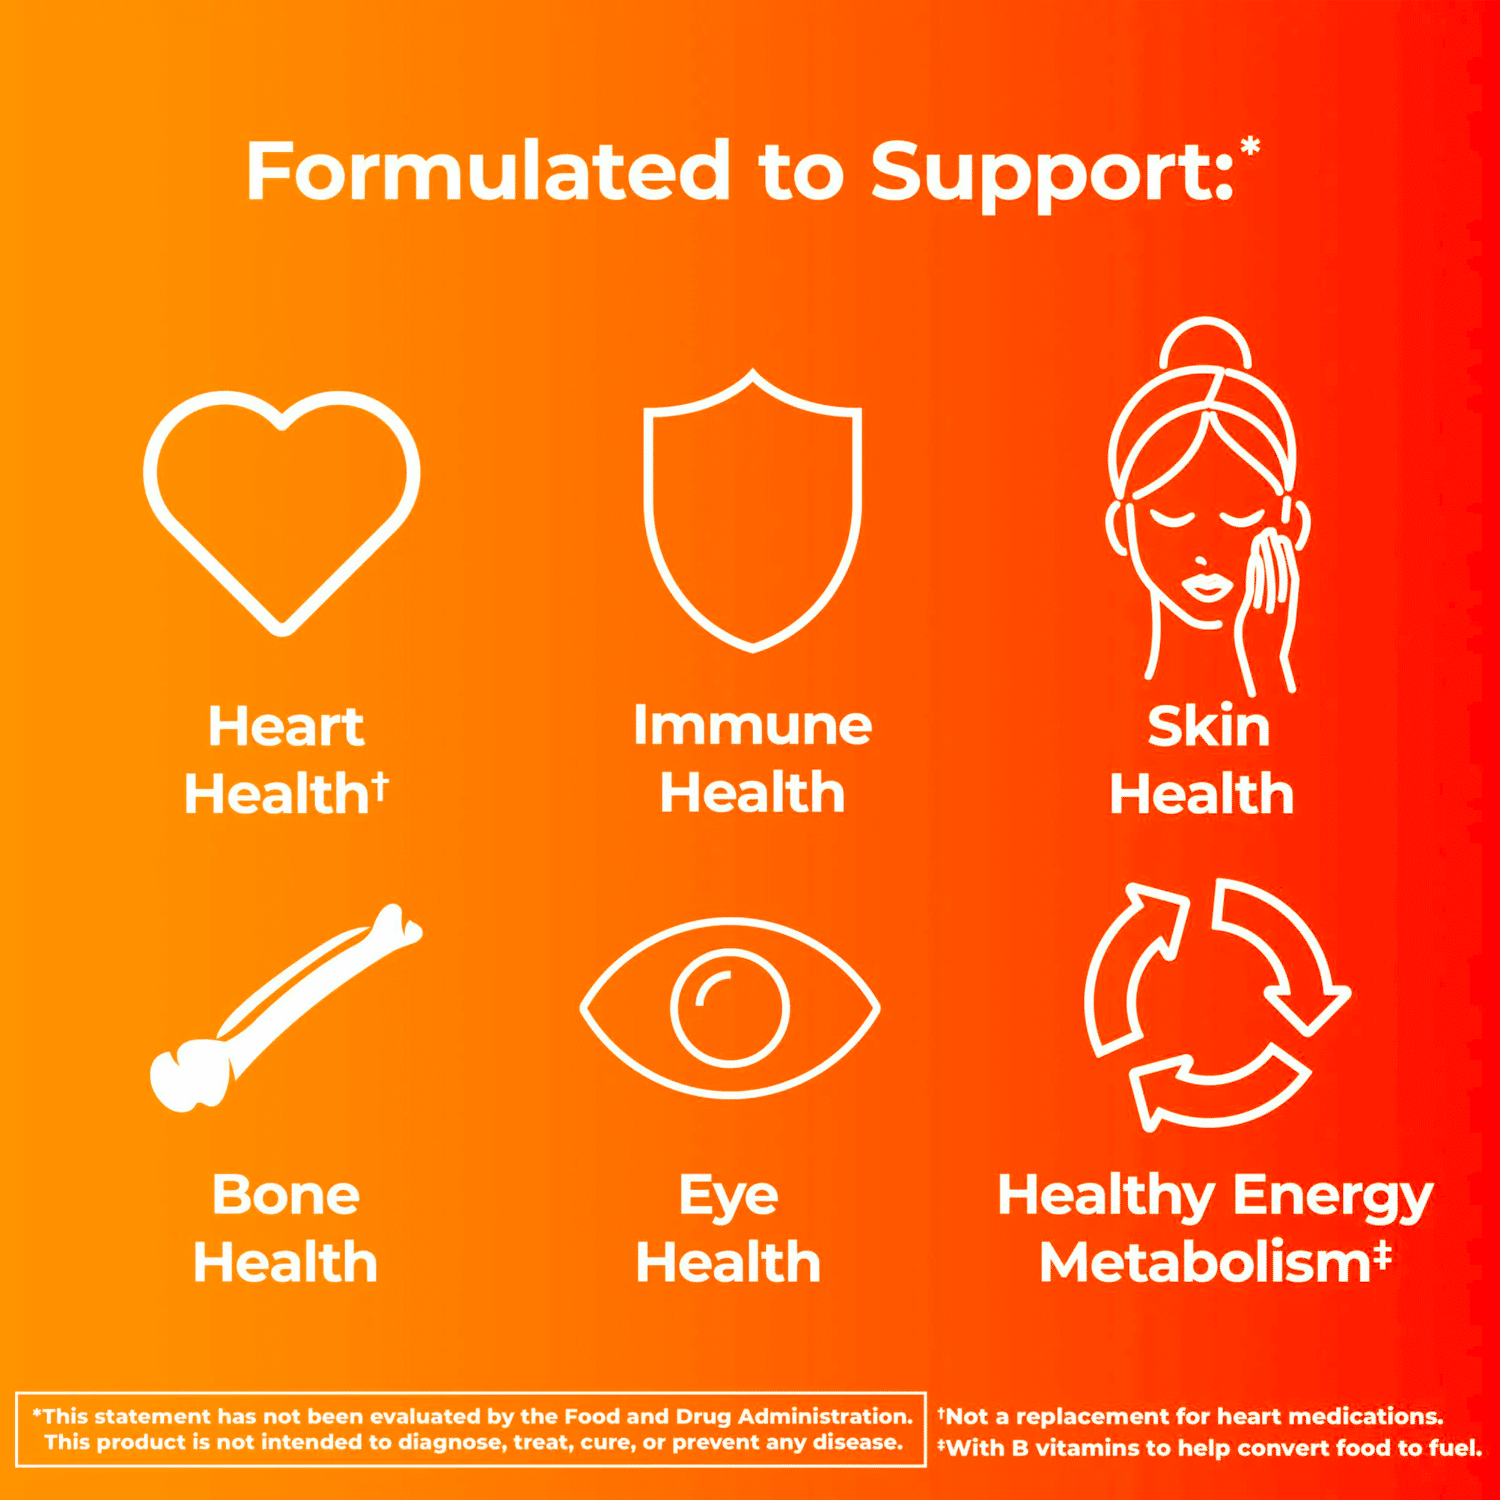 Formulated to Support:*
Heart
Health†
Immune
Health
Skin
Health
Bone
Health
Eye
Health
Healthy Energy
Metabolism‡
*This statement has not been evaluated by the Food and Drug Administration.
This product is not intended to diagnose, treat, cure, or prevent any disease.
†Not a replacement for heart medications.
‡With B vitamins to help convert food to fuel.